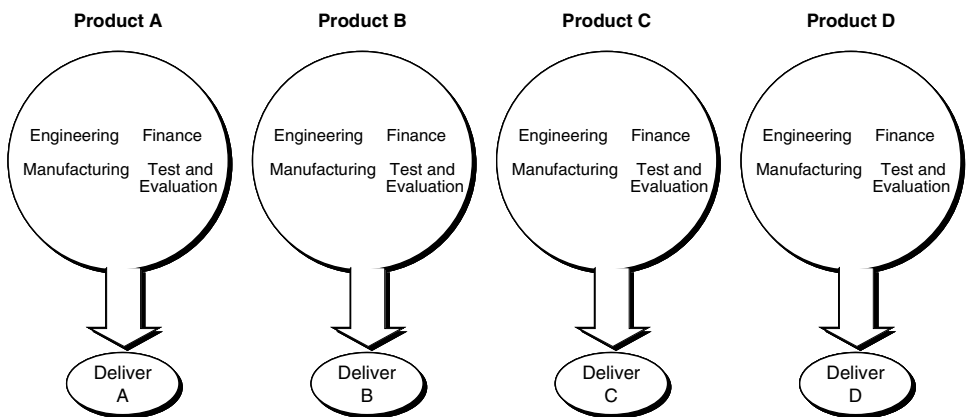 Product A
Product B
Product C
Product D
Engineering Finance
Manufacturing Test and
Evaluation
Engineering Finance
Manufacturing Test and
Evaluation
Engineering Finance
Manufacturing Test and
Evaluation
Engineering Finance
Manufacturing Test and
Evaluation
Deliver
A
Deliver
B
Deliver
C
Deliver
D